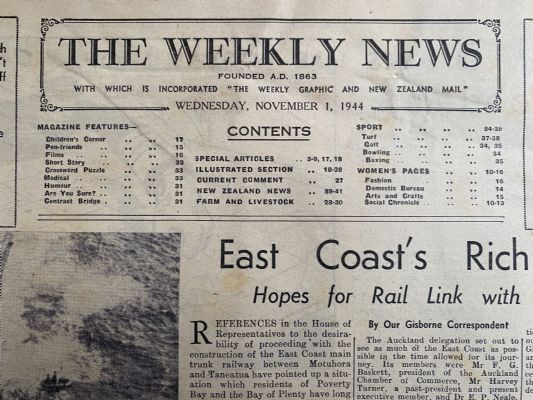 THE WEEKLY NEWS
FOUNDED A.D. 1863
WITH WHICH IS INCORPORATED "THE WEEKLY GRAPHIC AND NEW ZEALAND MAIL"
WEDNESDAY, NOVEMBER 1, 1944
CONTENTS
MAGAZINE FEATURES—
Children's Corner .. .. 17
Pen-friends .. .. 15
Films .. .. .. 16
Short Story .. .. 32
Crossword Puzzle .. .. 33
Medical .. .. .. 33
Humour .. .. .. 31
Are You Sure? .. .. 31
Contract Bridge .. .. 31
SPECIAL ARTICLES .. 5-9, 17, 18
ILLUSTRATED SECTION .. 19-26
CURRENT COMMENT .. 27
NEW ZEALAND NEWS .. 39-41
FARM AND LIVESTOCK .. 28-30
SPORT .. .. .. .. 34-38
Turf .. .. .. .. 37-38
Golf .. .. .. .. 34, 35
Bowling .. .. .. .. 34
Boxing .. .. .. .. 35
WOMEN'S PAGES .. .. 10-16
Fashion .. .. .. 16
Domestic Bureau .. .. 14
Arts and Crafts .. .. 15
Social Chronicle .. .. 10-13
East Coast's Rich
Hopes for Rail Link with
REFERENCES in the House of
Representatives to the desira-
bility of proceeding with the
construction of the East Coast main
trunk railway between Motuhora
and Taneatua have pointed up a situ-
ation which residents of Poverty
Bay and the Bay of Plenty have long
By Our Gisborne Correspondent
The Auckland delegation set out to
see as much of the East Coast as pos-
sible in the time allowed for its jour-
ney. Its members were Mr F. G.
Baskett, president of the Auckland
Chamber of Commerce, Mr Harvey
Turner, a past-president and present
executive member, and Dr E. P. Neale,